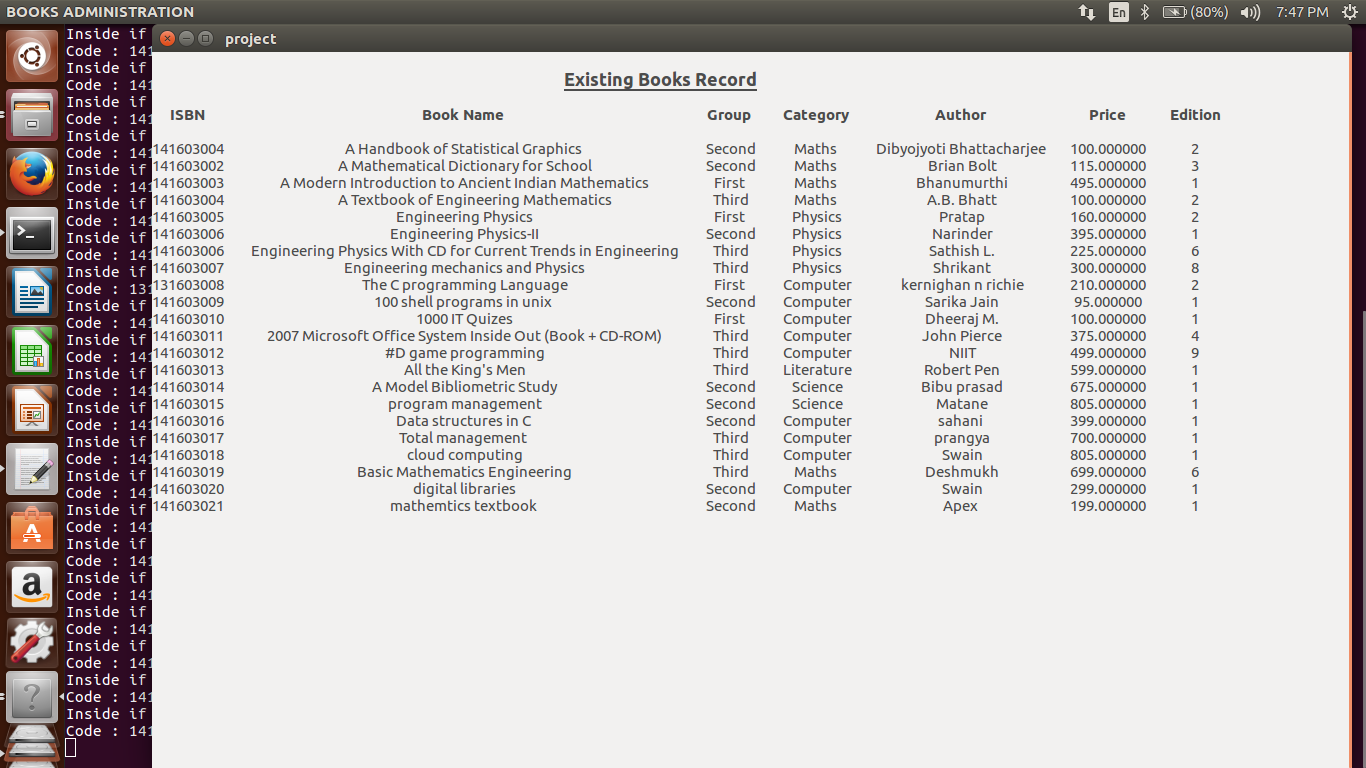 BOOKS ADMINISTRATION En (80%) 7:47 PM
project
Existing Books Record
ISBN Book Name Group Category Author Price Edition
141603004 A Handbook of Statistical Graphics Second Maths Dibyojyoti Bhattacharjee 100.000000 2
141603002 A Mathematical Dictionary for School Second Maths Brian Bolt 115.000000 3
141603003 A Modern Introduction to Ancient Indian Mathematics First Maths Bhanumurthi 495.000000 1
141603004 A Textbook of Engineering Mathematics Third Maths A.B. Bhatt 100.000000 2
141603005 Engineering Physics First Physics Pratap 160.000000 2
141603006 Engineering Physics-II Second Physics Narinder 395.000000 1
141603006 Engineering Physics With CD for Current Trends in Engineering Third Physics Sathish L. 225.000000 6
141603007 Engineering mechanics and Physics Third Physics Shrikant 300.000000 8
131603008 The C programming Language First Computer kernighan n richie 210.000000 2
141603009 100 shell programs in unix Second Computer Sarika Jain 95.000000 1
141603010 1000 IT Quizes First Computer Dheeraj M. 100.000000 1
141603011 2007 Microsoft Office System Inside Out (Book + CD-ROM) Third Computer John Pierce 375.000000 4
141603012 #D game programming Third Computer NIIT 499.000000 9
141603013 All the King's Men Third Literature Robert Pen 599.000000 1
141603014 A Model Bibliometric Study Second Science Bibu prasad 675.000000 1
141603015 program management Second Science Matane 805.000000 1
141603016 Data structures in C Second Computer sahani 399.000000 1
141603017 Total management Third Computer prangya 700.000000 1
141603018 cloud computing Third Computer Swain 805.000000 1
141603019 Basic Mathematics Engineering Third Maths Deshmukh 699.000000 6
141603020 digital libraries Second Computer Swain 299.000000 1
141603021 mathemtics textbook Second Maths Apex 199.000000 1
Inside if
Code : 141
Inside if
Code : 141
Inside if
Code : 141
Inside if
Code : 141
Inside if
Code : 141
Inside if
Code : 141
Inside if
Code : 141
Inside if
Code : 131
Inside if
Code : 141
Inside if
Code : 141
Inside if
Code : 141
Inside if
Code : 141
Inside if
Code : 141
Inside if
Code : 141
Inside if
Code : 141
Inside if
Code : 141
Inside if
Code : 141
Inside if
Code : 141
Inside if
Code : 141
Inside if
Code : 141
Inside if
Code : 141